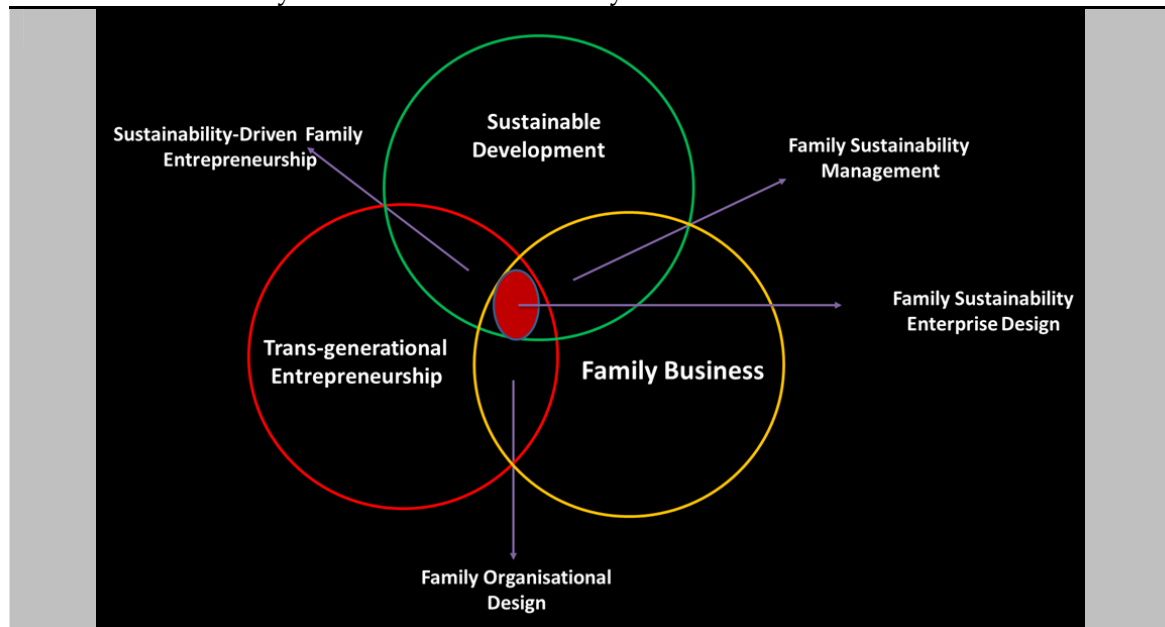 Sustainable
Development
Sustainability-Driven Family
Entrepreneurship
Family Sustainability
Management
Family Sustainability
Enterprise Design
Trans-generational
Entrepreneurship
Family Business
Family Organisational
Design